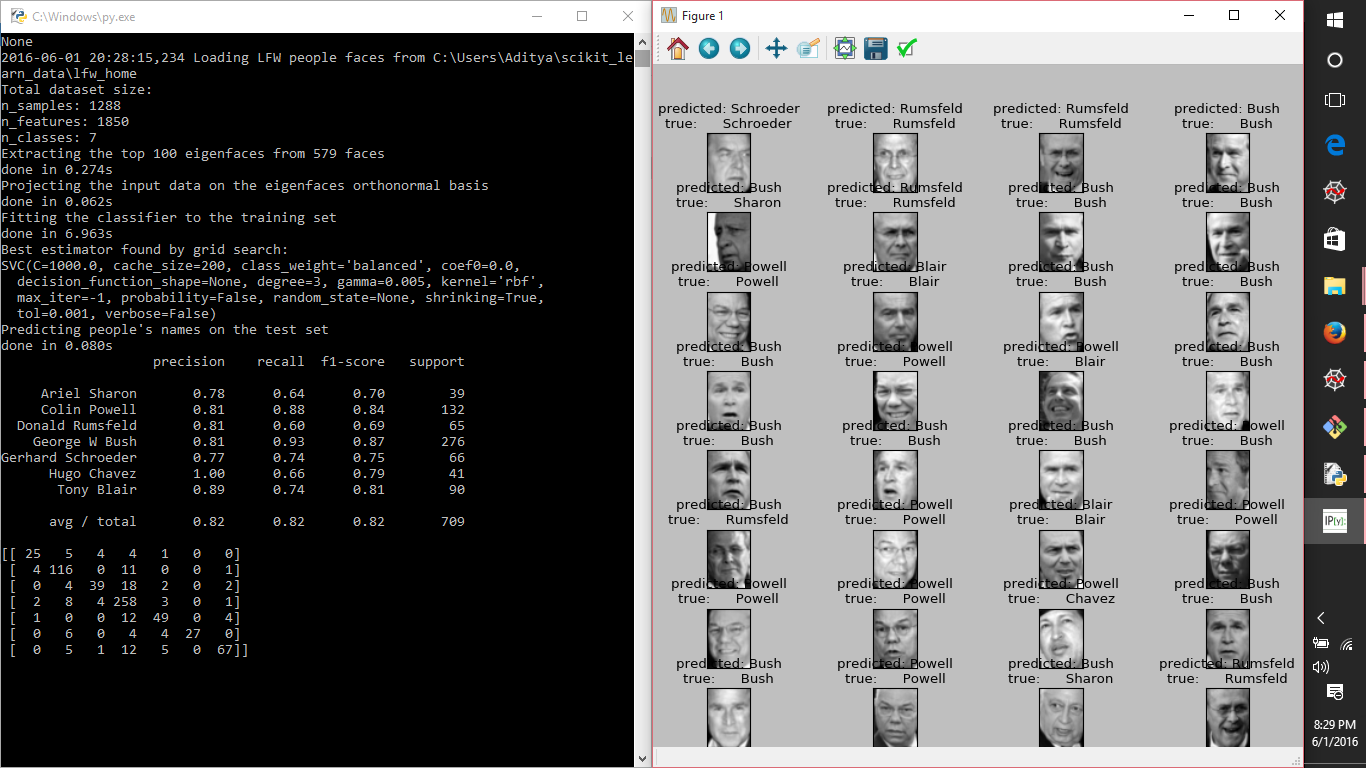 C:\Windows\py.exe
None
2016-06-01 20:28:15,234 Loading LFW people faces from C:\Users\Aditya\scikit_le
arn_data\lfw_home
Total dataset size:
n_samples: 1288
n_features: 1850
n_classes: 7
Extracting the top 100 eigenfaces from 579 faces
done in 0.274s
Projecting the input data on the eigenfaces orthonormal basis
done in 0.062s
Fitting the classifier to the training set
done in 6.963s
Best estimator found by grid search:
SVC(C=1000.0, cache_size=200, class_weight='balanced', coef0=0.0,
decision_function_shape=None, degree=3, gamma=0.005, kernel='rbf',
max_iter=-1, probability=False, random_state=None, shrinking=True,
tol=0.001, verbose=False)
Predicting people's names on the test set
done in 0.080s
precision recall f1-score support
Ariel Sharon 0.78 0.64 0.70 39
Colin Powell 0.81 0.88 0.84 132
Donald Rumsfeld 0.81 0.60 0.69 65
George W Bush 0.81 0.93 0.87 276
Gerhard Schroeder 0.77 0.74 0.75 66
Hugo Chavez 1.00 0.66 0.79 41
Tony Blair 0.89 0.74 0.81 90
avg / total 0.82 0.82 0.82 709
[[ 25 5 4 4 1 0 0]
[ 4 116 0 11 0 0 1]
[ 0 4 39 18 2 0 2]
[ 2 8 4 258 3 0 1]
[ 1 0 0 12 49 0 4]
[ 0 6 0 4 4 27 0]
[ 0 5 1 12 5 0 67]]
Figure 1
predicted: Schroeder predicted: Rumsfeld predicted: Rumsfeld predicted: Bush
true: Schroeder true: Rumsfeld true: Rumsfeld true: Bush
predicted: Bush predicted: Rumsfeld predicted: Bush predicted: Bush
true: Sharon true: Rumsfeld true: Bush true: Bush
predicted: Powell predicted: Blair predicted: Bush predicted: Bush
true: Powell true: Blair true: Bush true: Bush
predicted: Bush predicted: Powell predicted: Powell predicted: Bush
true: Bush true: Powell true: Blair true: Bush
predicted: Bush predicted: Bush predicted: Bush predicted: Powell
true: Bush true: Bush true: Bush true: Bush
predicted: Bush predicted: Powell predicted: Blair predicted: Powell
true: Rumsfeld true: Powell true: Blair true: Powell
predicted: Powell predicted: Powell predicted: Powell predicted: Bush
true: Powell true: Powell true: Chavez true: Bush
predicted: Bush predicted: Powell predicted: Bush predicted: Rumsfeld
true: Bush true: Powell true: Sharon true: Rumsfeld
IP[y]:
8:29 PM
6/1/2016